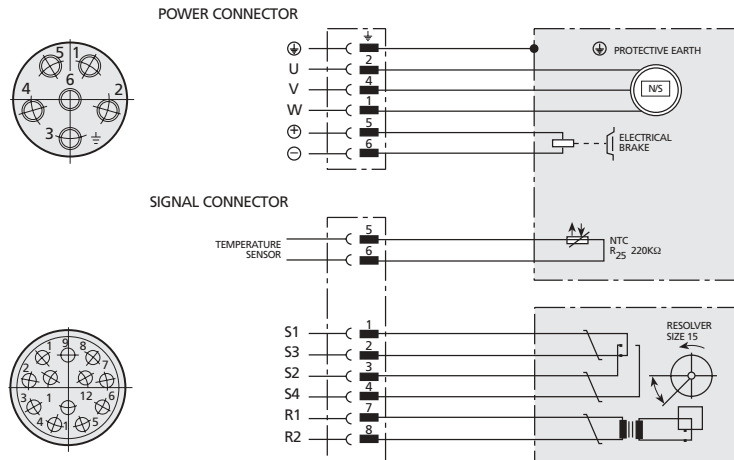 POWER CONNECTOR
5 1
6
4 2
3
U 2
V 4
W 1
5
6
PROTECTIVE EARTH
N/S
ELECTRICAL
BRAKE
SIGNAL CONNECTOR
TEMPERATURE
SENSOR
5
6
NTC
R25 220KΩ
9
1 8
2 7
3 1 12 6
4 1 5
S1 1
S3 2
S2 3
S4 4
R1 7
R2 8
RESOLVER
SIZE 15